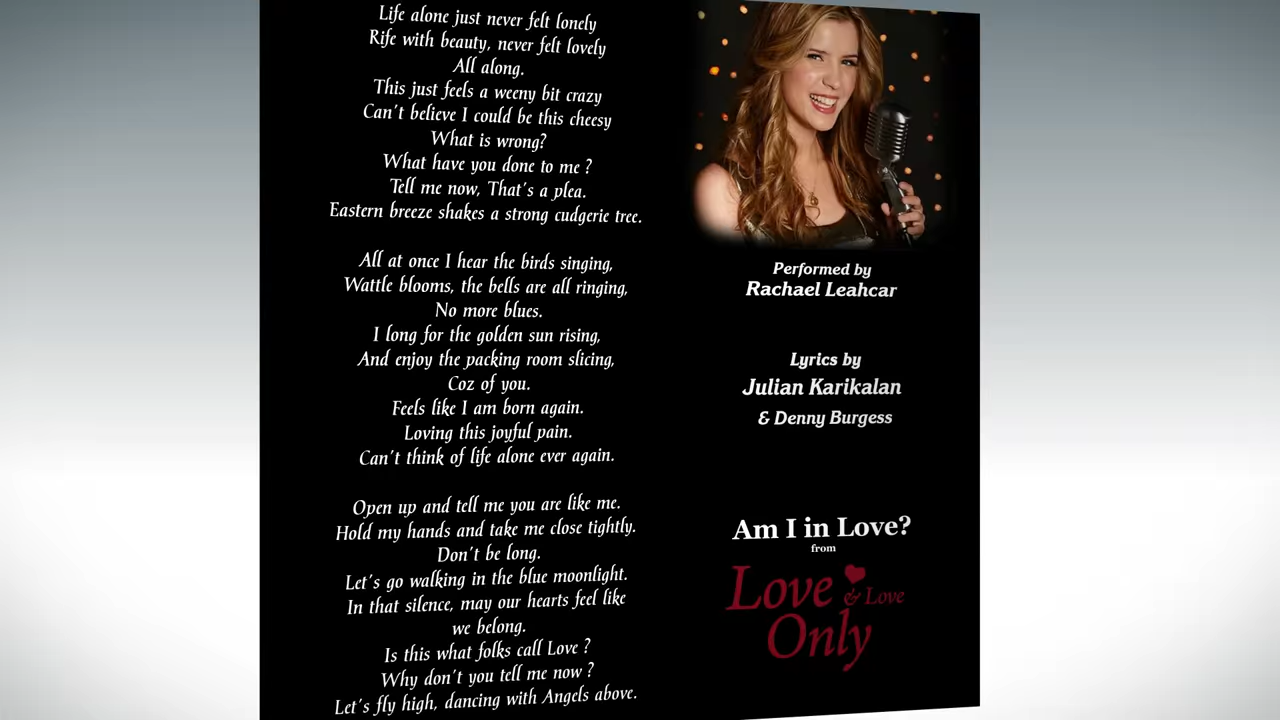 Life alone just never felt lonely
Rife with beauty, never felt lovely
All along.
This just feels a weeny bit crazy
Can't believe I could be this cheesy
What is wrong?
What have you done to me ?
Tell me now, That's a plea.
Eastern breeze shakes a strong cudgerie tree.
All at once I hear the birds singing,
Wattle blooms, the bells are all ringing,
No more blues.
I long for the golden sun rising,
And enjoy the packing room slicing,
Coz of you.
Feels like I am born again.
Loving this joyful pain.
Can't think of life alone ever again.
Open up and tell me you are like me.
Hold my hands and take me close tightly.
Don't be long.
Let's go walking in the blue moonlight.
In that silence, may our hearts feel like
we belong.
Is this what folks call Love ?
Why don't you tell me now ?
Let's fly high, dancing with Angels above.
Performed by
Rachael Leahcar
Lyrics by
Julian Karikalan
& Denny Burgess
Am I in Love?
from
Love & Love
Only